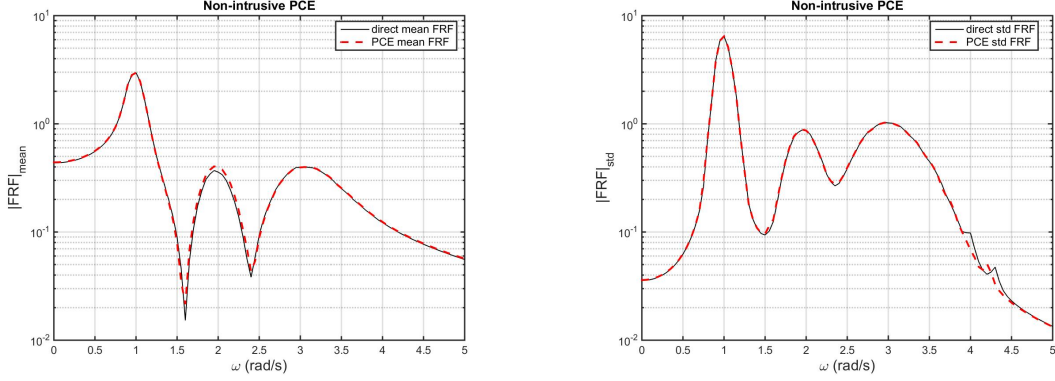 Non-intrusive PCE
direct mean FRF
PCE mean FRF
|FRF|mean
10^1
10^0
10^-1
10^-2
0 0.5 1 1.5 2 2.5 3 3.5 4 4.5 5
ω (rad/s)
Non-intrusive PCE
direct std FRF
PCE std FRF
|FRF|std
10^1
10^0
10^-1
10^-2
0 0.5 1 1.5 2 2.5 3 3.5 4 4.5 5
ω (rad/s)